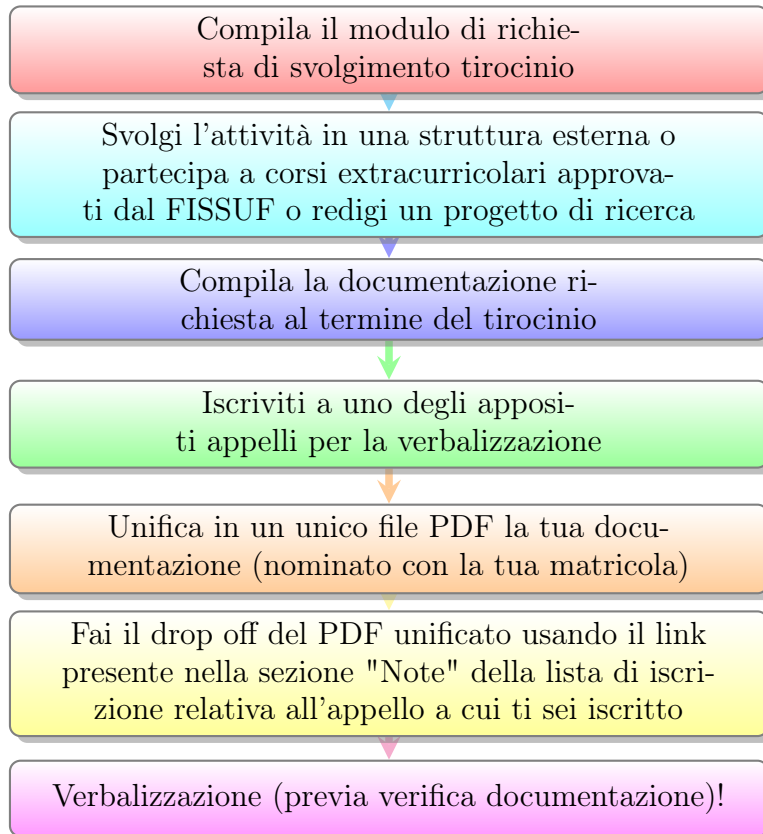 Compila il modulo di richie-
sta di svolgimento tirocinio
Svolgi l'attività in una struttura esterna o
partecipa a corsi extracurricolari approva-
ti dal FISSUF o redigi un progetto di ricerca
Compila la documentazione ri-
chiesta al termine del tirocinio
Iscriviti a uno degli apposi-
ti appelli per la verbalizzazione
Unifica in un unico file PDF la tua docu-
mentazione (nominato con la tua matricola)
Fai il drop off del PDF unificato usando il link
presente nella sezione "Note" della lista di iscri-
zione relativa all'appello a cui ti sei iscritto
Verbalizzazione (previa verifica documentazione)!